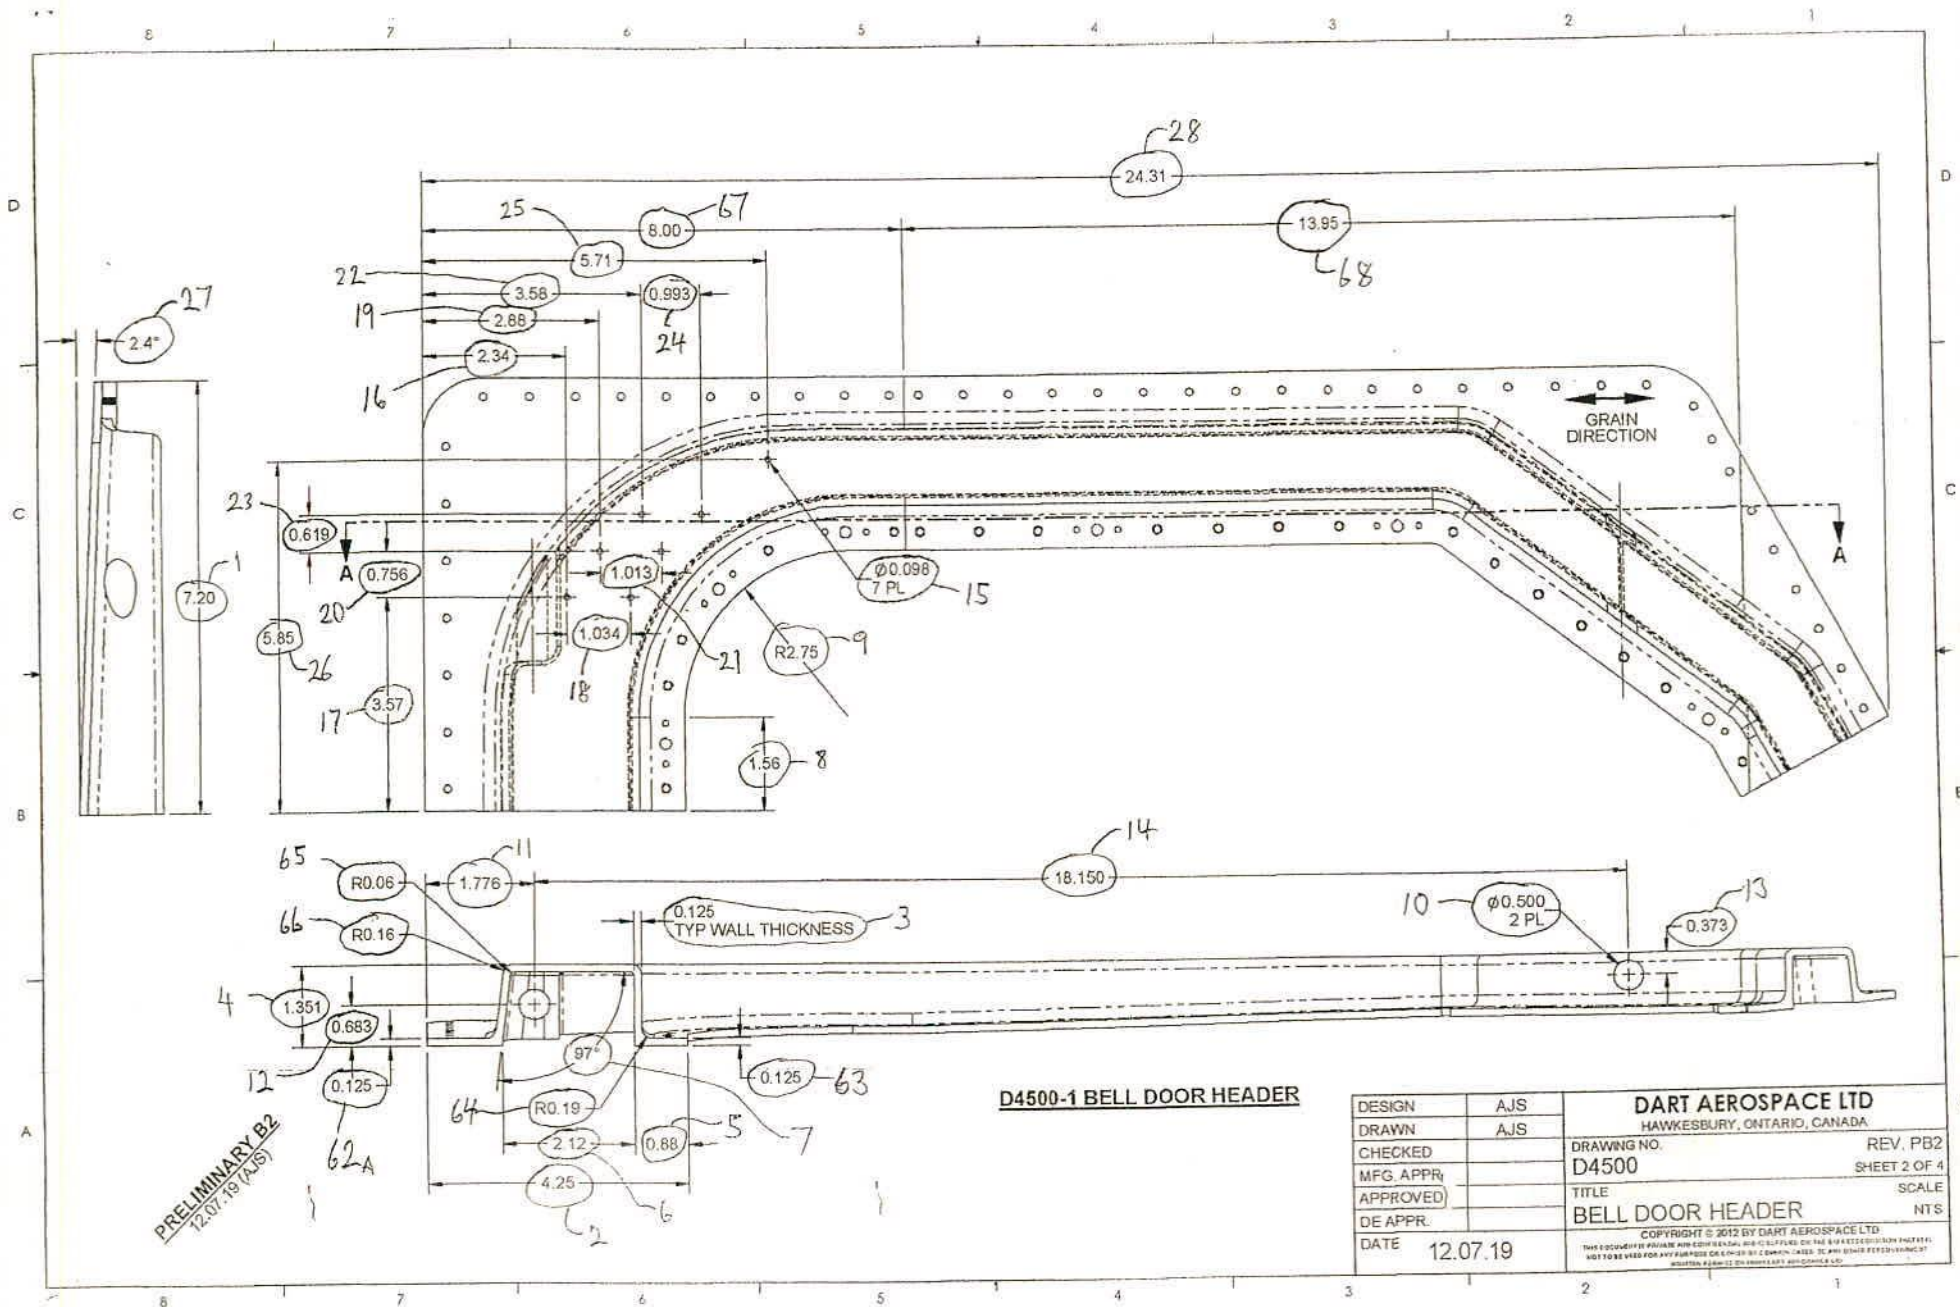 8 7 6 5 4 3 2 1
D D
28
24.31
25 67
8.00
13.95
68
5.71
22
3.58
0.993
24
19
2.88
27
2.4°
2.34
16
GRAIN
DIRECTION
C C
23
0.619
A A
0.756
20
1.013
Ø0.098
7 PL
15
1
7.20
5.85
26
1.034
18
21
R2.75
9
17
3.57
1.56
8
B
14
65
R0.06
11
1.776
18.150
66
R0.16
0.125
TYP WALL THICKNESS
3
10
Ø0.500
2 PL
13
0.373
4
1.351
0.683
12
0.125
62A
97°
7
0.125
63
64
R0.19
2.12
6
0.88
5
4.25
2
A
PRELIMINARY B2
12.07.19 (AJS)
D4500-1 BELL DOOR HEADER
DESIGN AJS
DRAWN AJS
CHECKED
MFG. APPR.
APPROVED
DE APPR.
DATE 12.07.19
DART AEROSPACE LTD
HAWKESBURY, ONTARIO, CANADA
DRAWING NO. REV. PB2
D4500 SHEET 2 OF 4
TITLE SCALE
BELL DOOR HEADER NTS
COPYRIGHT © 2012 BY DART AEROSPACE LTD
8 7 6 5 4 3 2 1